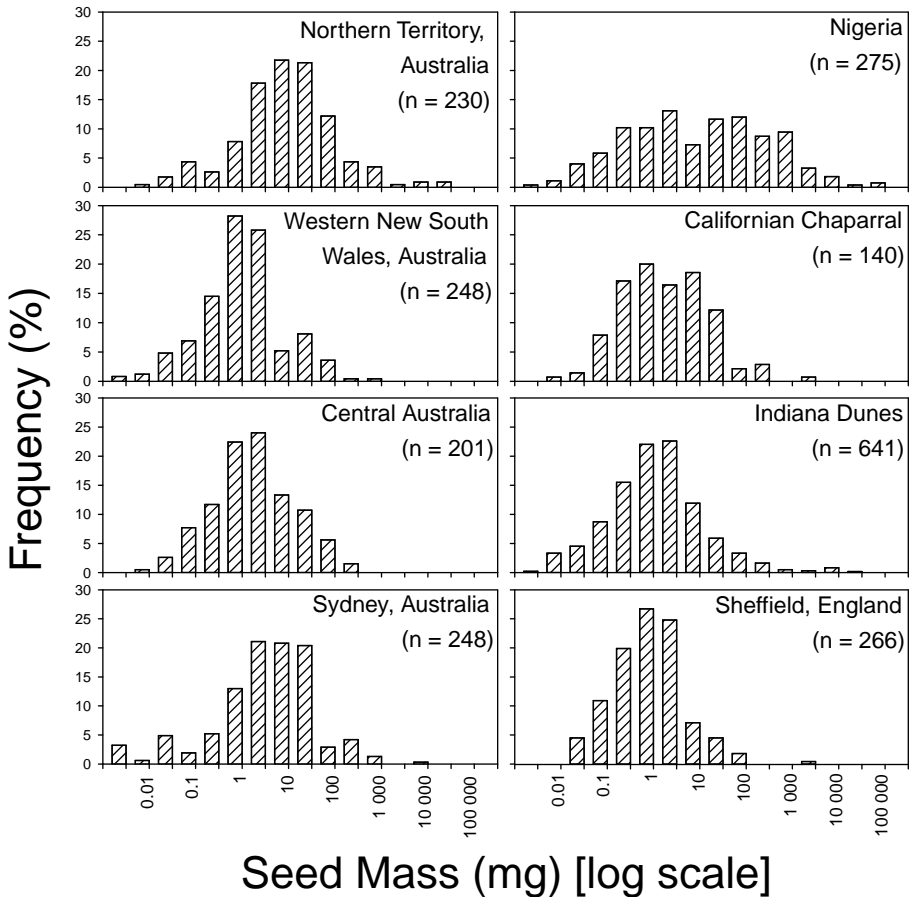 Frequency (%)
30
25
20
15
10
5
0
Northern Territory,
Australia
(n = 230)
Nigeria
(n = 275)
30
25
20
15
10
5
0
Western New South
Wales, Australia
(n = 248)
Californian Chaparral
(n = 140)
30
25
20
15
10
5
0
Central Australia
(n = 201)
Indiana Dunes
(n = 641)
30
25
20
15
10
5
0
Sydney, Australia
(n = 248)
Sheffield, England
(n = 266)
0.01
0.1
1
10
100
1 000
10 000
100 000
0.01
0.1
1
10
100
1 000
10 000
100 000
Seed Mass (mg) [log scale]